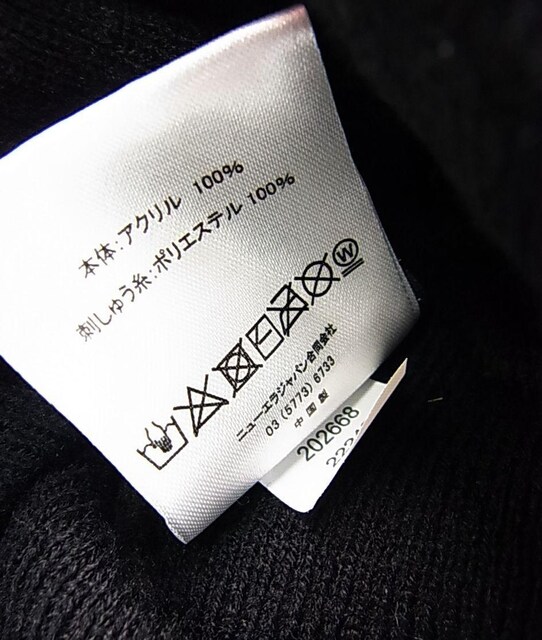 本体:アクリル 100%
刺しゅう糸:ポリエステル 100%
W
ニューエラジャパン合同会社
03 (5773) 6733
中国製
202668